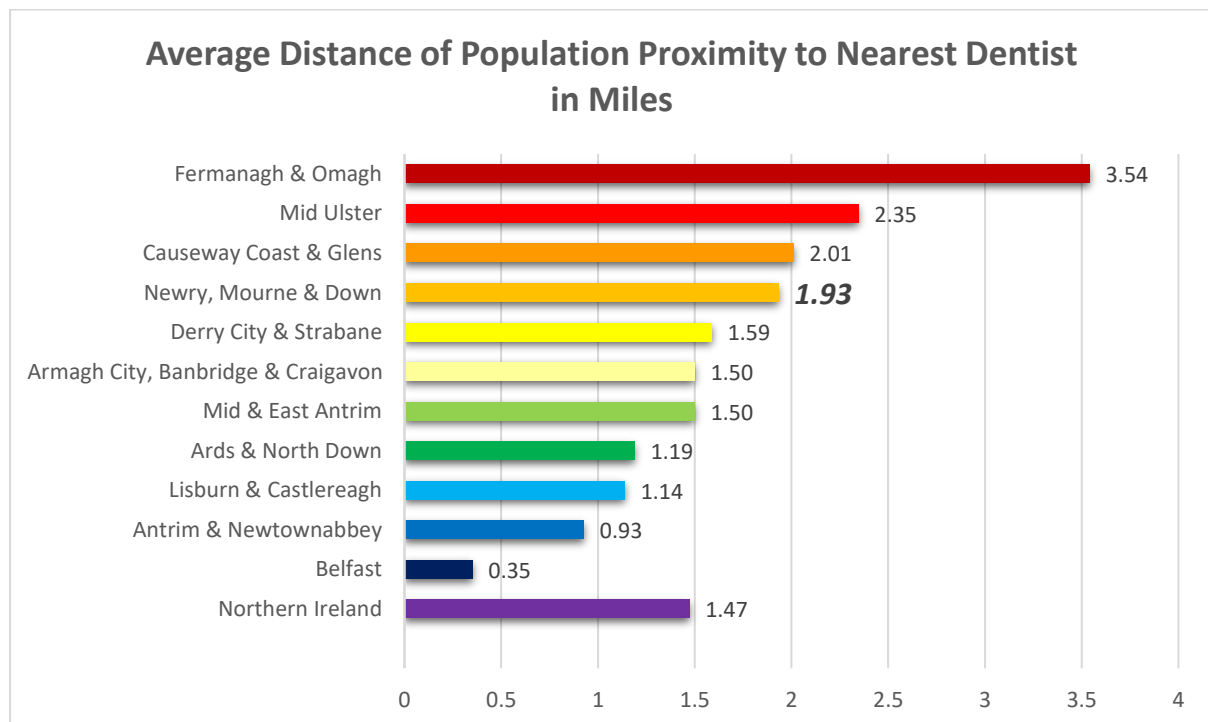 Average Distance of Population Proximity to Nearest Dentist
in Miles
Fermanagh & Omagh 3.54
Mid Ulster 2.35
Causeway Coast & Glens 2.01
Newry, Mourne & Down 1.93
Derry City & Strabane 1.59
Armagh City, Banbridge & Craigavon 1.50
Mid & East Antrim 1.50
Ards & North Down 1.19
Lisburn & Castlereagh 1.14
Antrim & Newtownabbey 0.93
Belfast 0.35
Northern Ireland 1.47
0 0.5 1 1.5 2 2.5 3 3.5 4